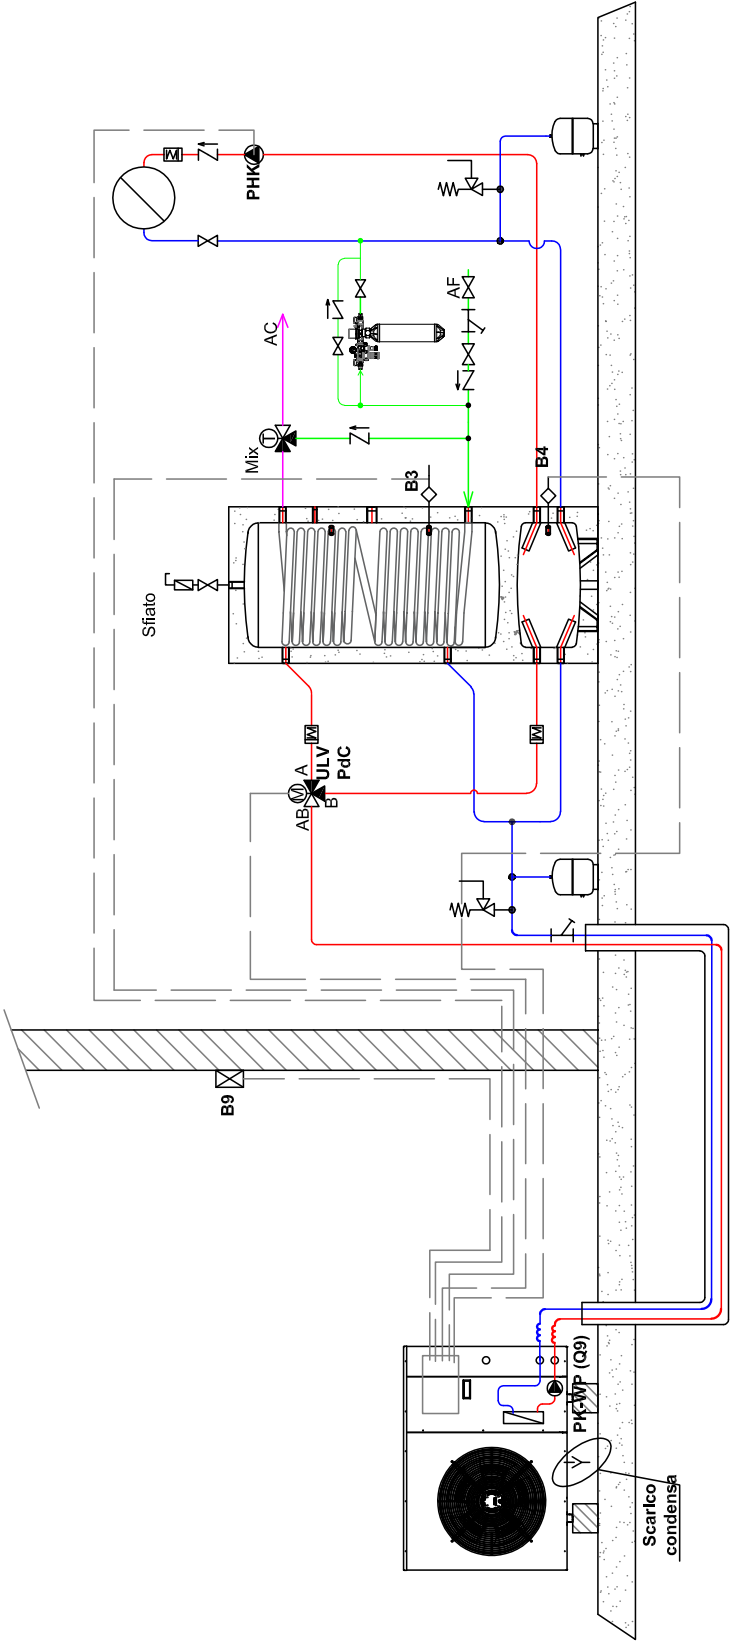 PHK
AC
AF
T
Mix
B3
B4
Sfiato
A
ULV
PdC
M
AB
B
B9
PK-WP (Q9)
Scarico
condensa